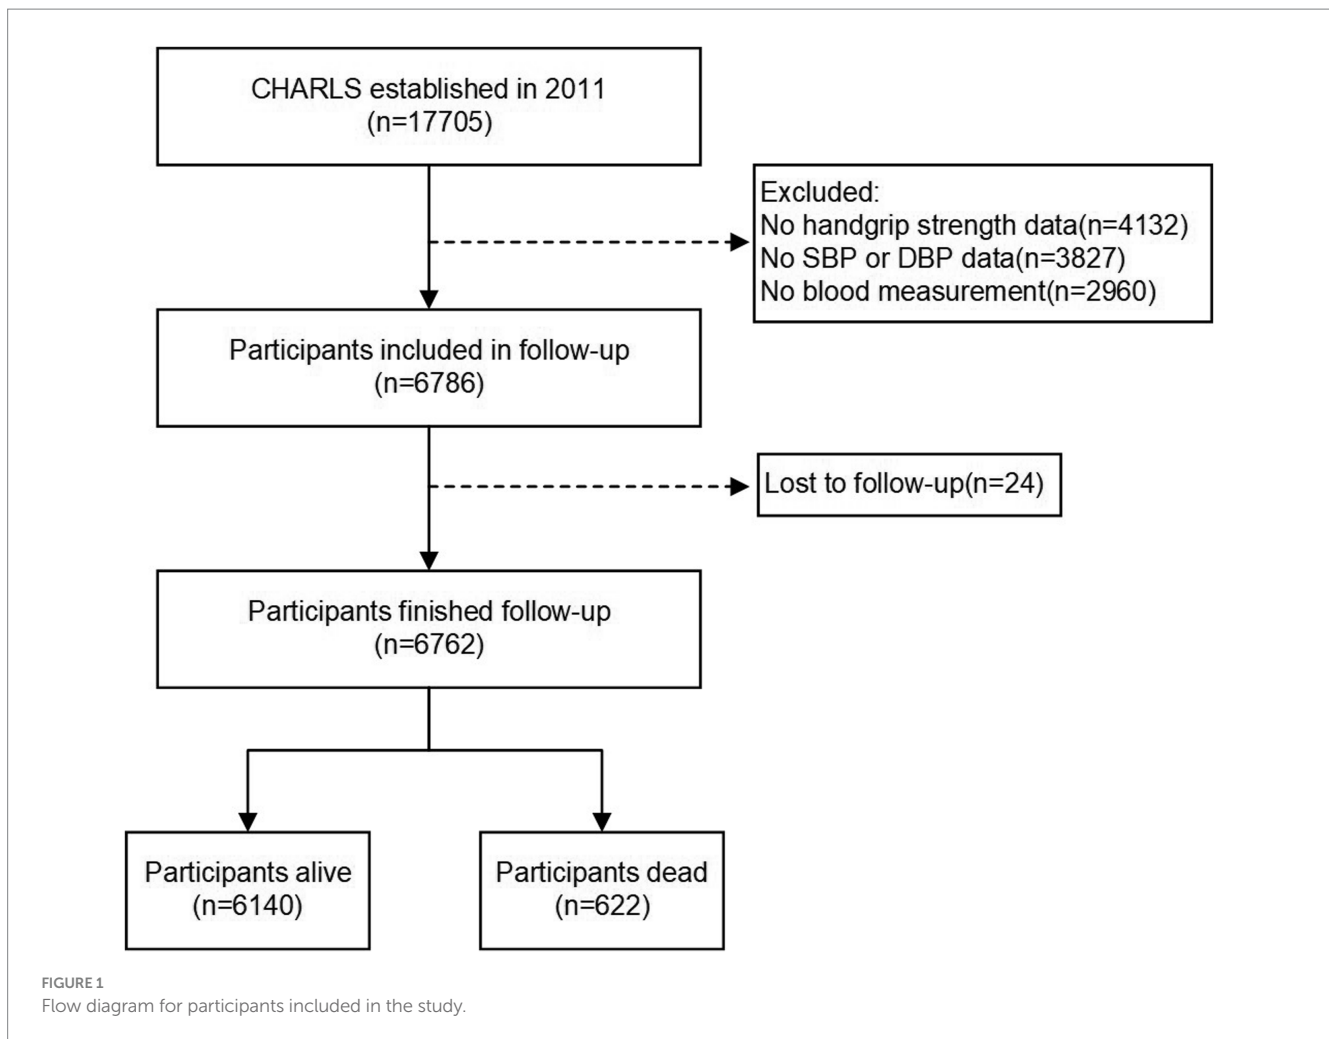 CHARLS established in 2011
(n=17705)
Excluded:
No handgrip strength data(n=4132)
No SBP or DBP data(n=3827)
No blood measurement(n=2960)
Participants included in follow-up
(n=6786)
Lost to follow-up(n=24)
Participants finished follow-up
(n=6762)
Participants alive
(n=6140)
Participants dead
(n=622)
FIGURE 1
Flow diagram for participants included in the study.